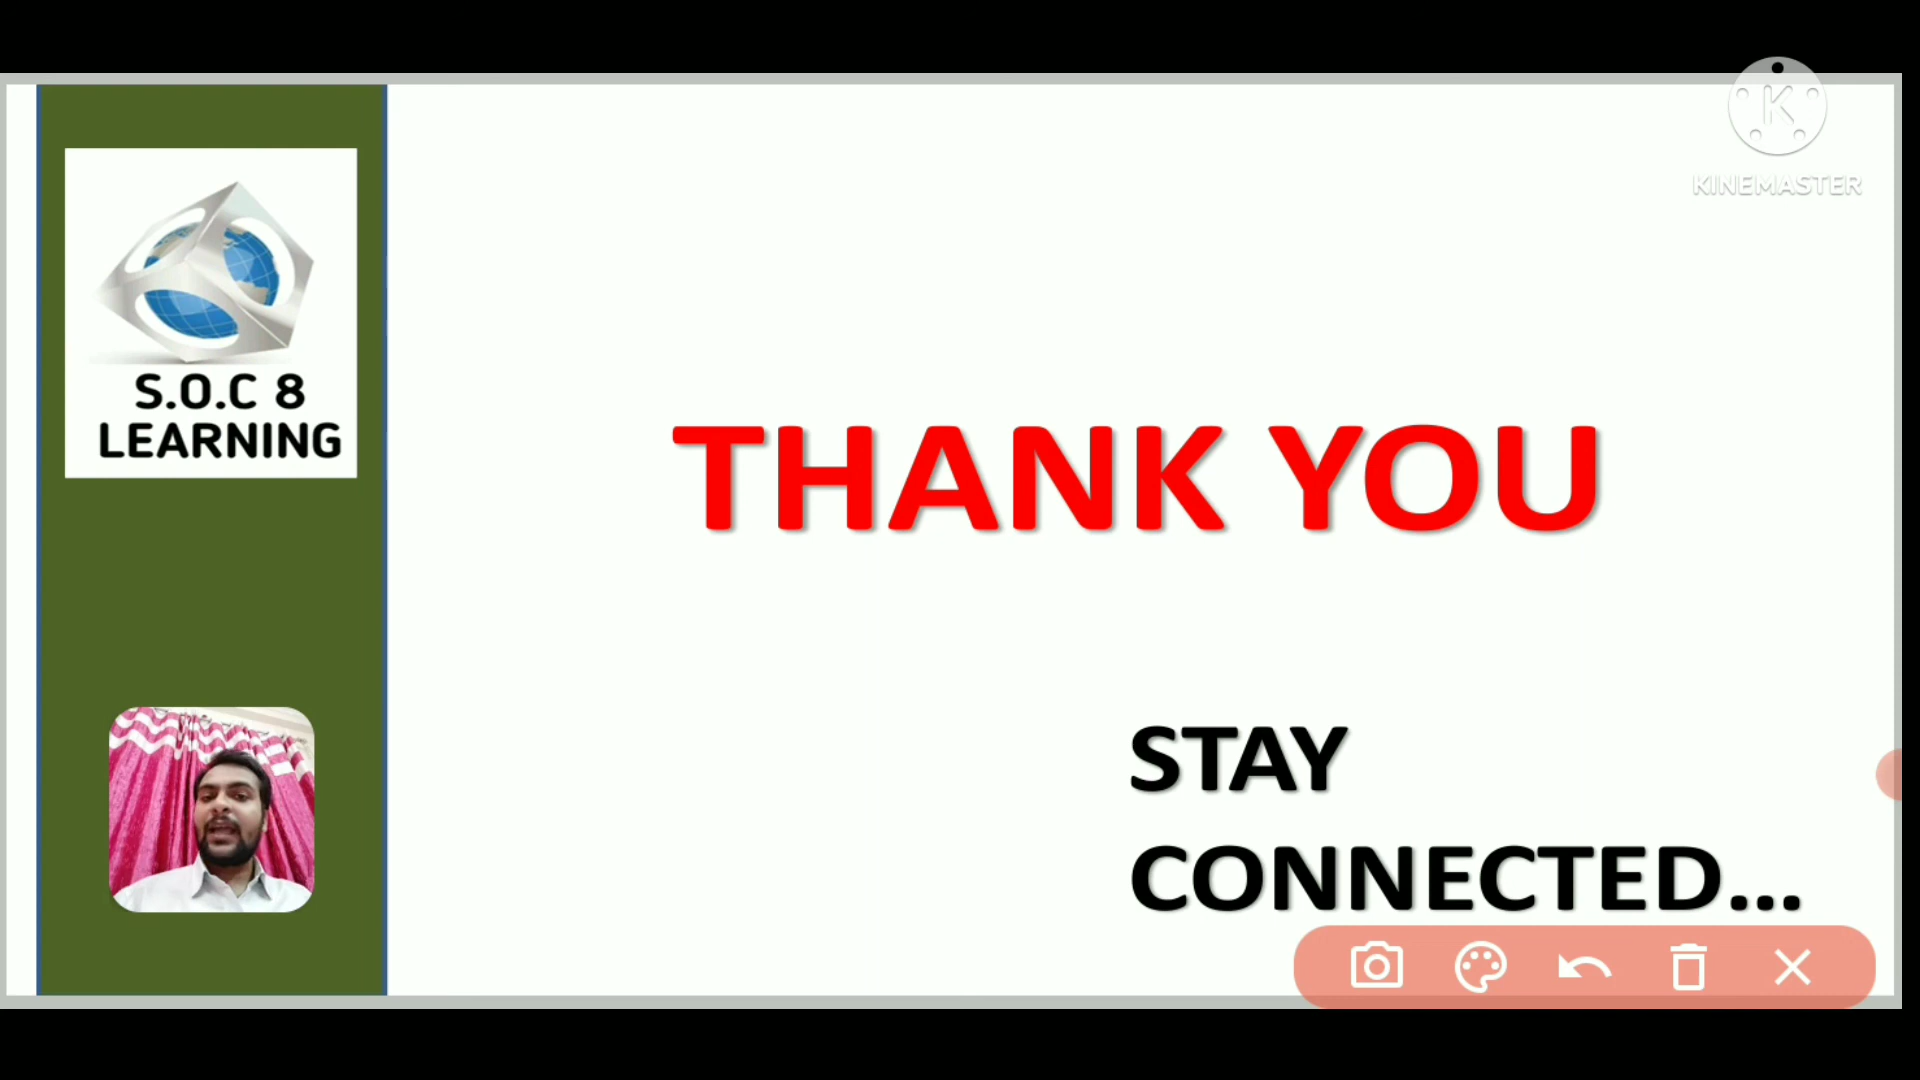 K
KINEMASTER
S.O.C 8
LEARNING
THANK YOU
STAY
CONNECTED...